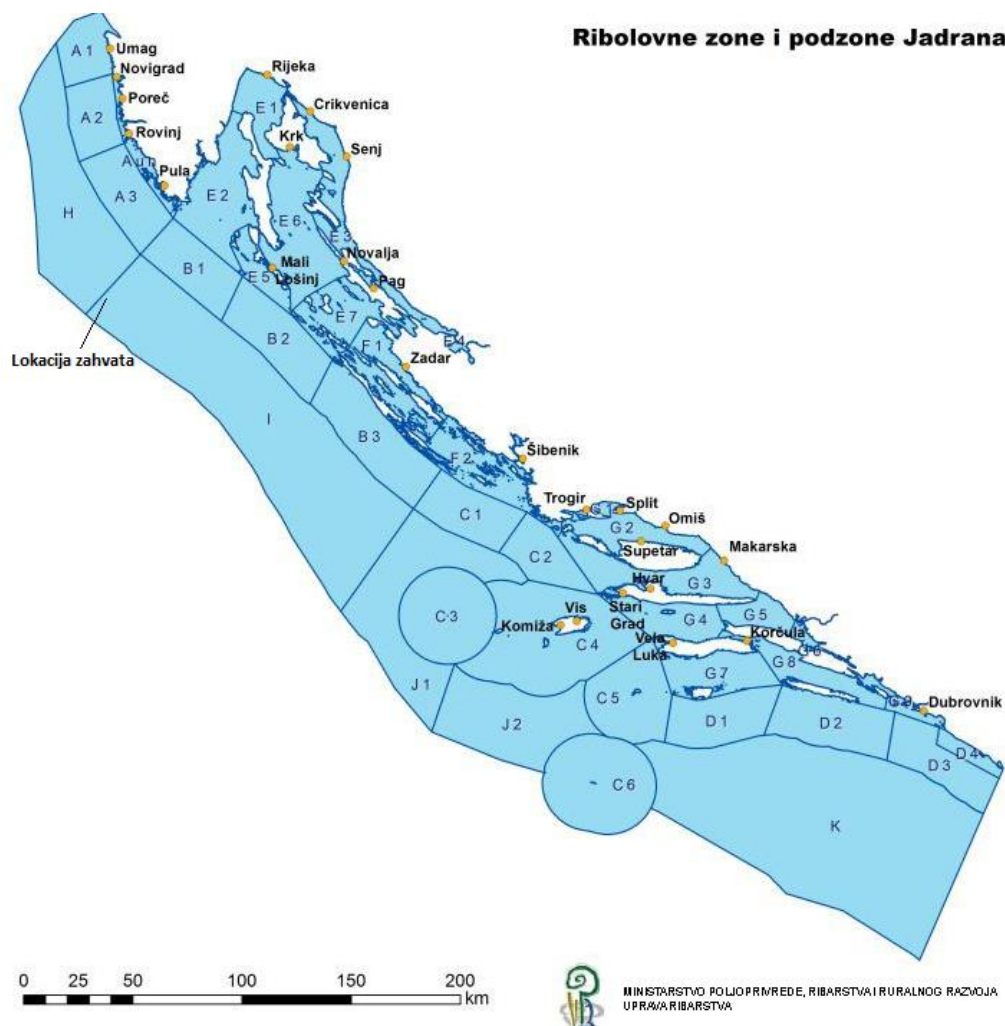 Ribolovne zone i podzone Jadrana
A 1
Umag
Novigrad
Poreč
A 2
Rovinj
A u h
Pula
A 3
H
Rijeka
E 1
Crikvenica
Krk
Senj
E 2
E 6
E 3
Novalja
Mali
Lošinj
E 5
Pag
B 1
E 7
E 4
F 1
Zadar
B 2
Lokacija zahvata
I
B 3
F 2
Šibenik
Trogir
G 1
Split
Omiš
G 2
C 1
Supetar
Makarska
C 2
G 3
Hvar
Stari
Grad
C 3
Vis
Komiža
C 4
G 4
G 5
Korčula
Vela
Luka
G 6
G 8
G 7
J 1
C 5
G 9
Dubrovnik
J 2
D 1
D 2
D 4
D 3
C 6
K
0 25 50 100 150 200
km
MINISTARSTVO POLJOPRIVREDE, RIBARSTVA I RURALNOG RAZVOJA
UPRAVA RIBARSTVA